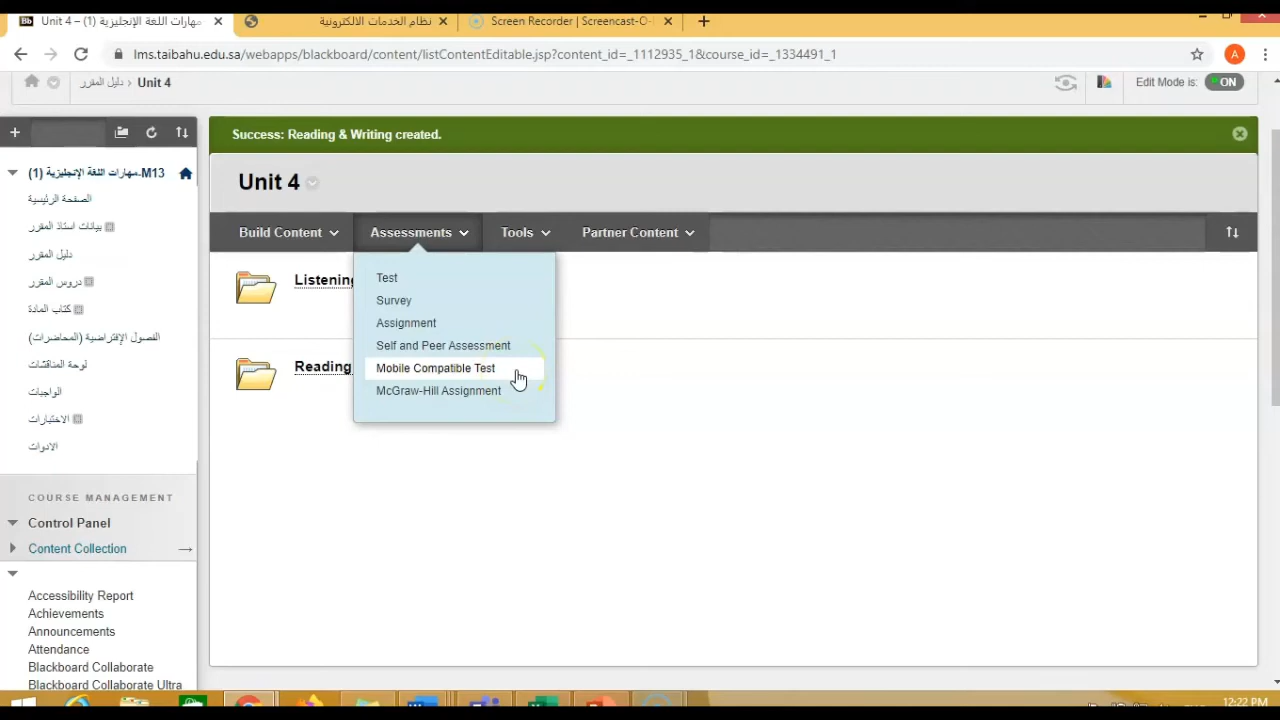 Unit 4 – (1) مهارات اللغة الإنجليزية
نظام الخدمات الالكترونية
Screen Recorder | Screencast-O-
lms.taibahu.edu.sa/webapps/blackboard/content/listContentEditable.jsp?content_id=_1112935_1&course_id=_1334491_1
A
دليل المقرر
Unit 4
Edit Mode is:
ON
Success: Reading & Writing created.
M13.مهارات اللغة الإنجليزية (1)
الصفحة الرئيسية
بيانات استاذ المقرر
دليل المقرر
دروس المقرر
كتاب المادة
الفصول الإفتراضية (المحاضرات)
لوحة المناقشات
الواجبات
الاختبارات
الادوات
COURSE MANAGEMENT
Control Panel
Content Collection
Accessibility Report
Achievements
Announcements
Attendance
Blackboard Collaborate
Blackboard Collaborate Ultra
Unit 4
Build Content
Assessments
Tools
Partner Content
Test
Survey
Assignment
Self and Peer Assessment
Mobile Compatible Test
McGraw-Hill Assignment
Listening
Reading
12:22 PM